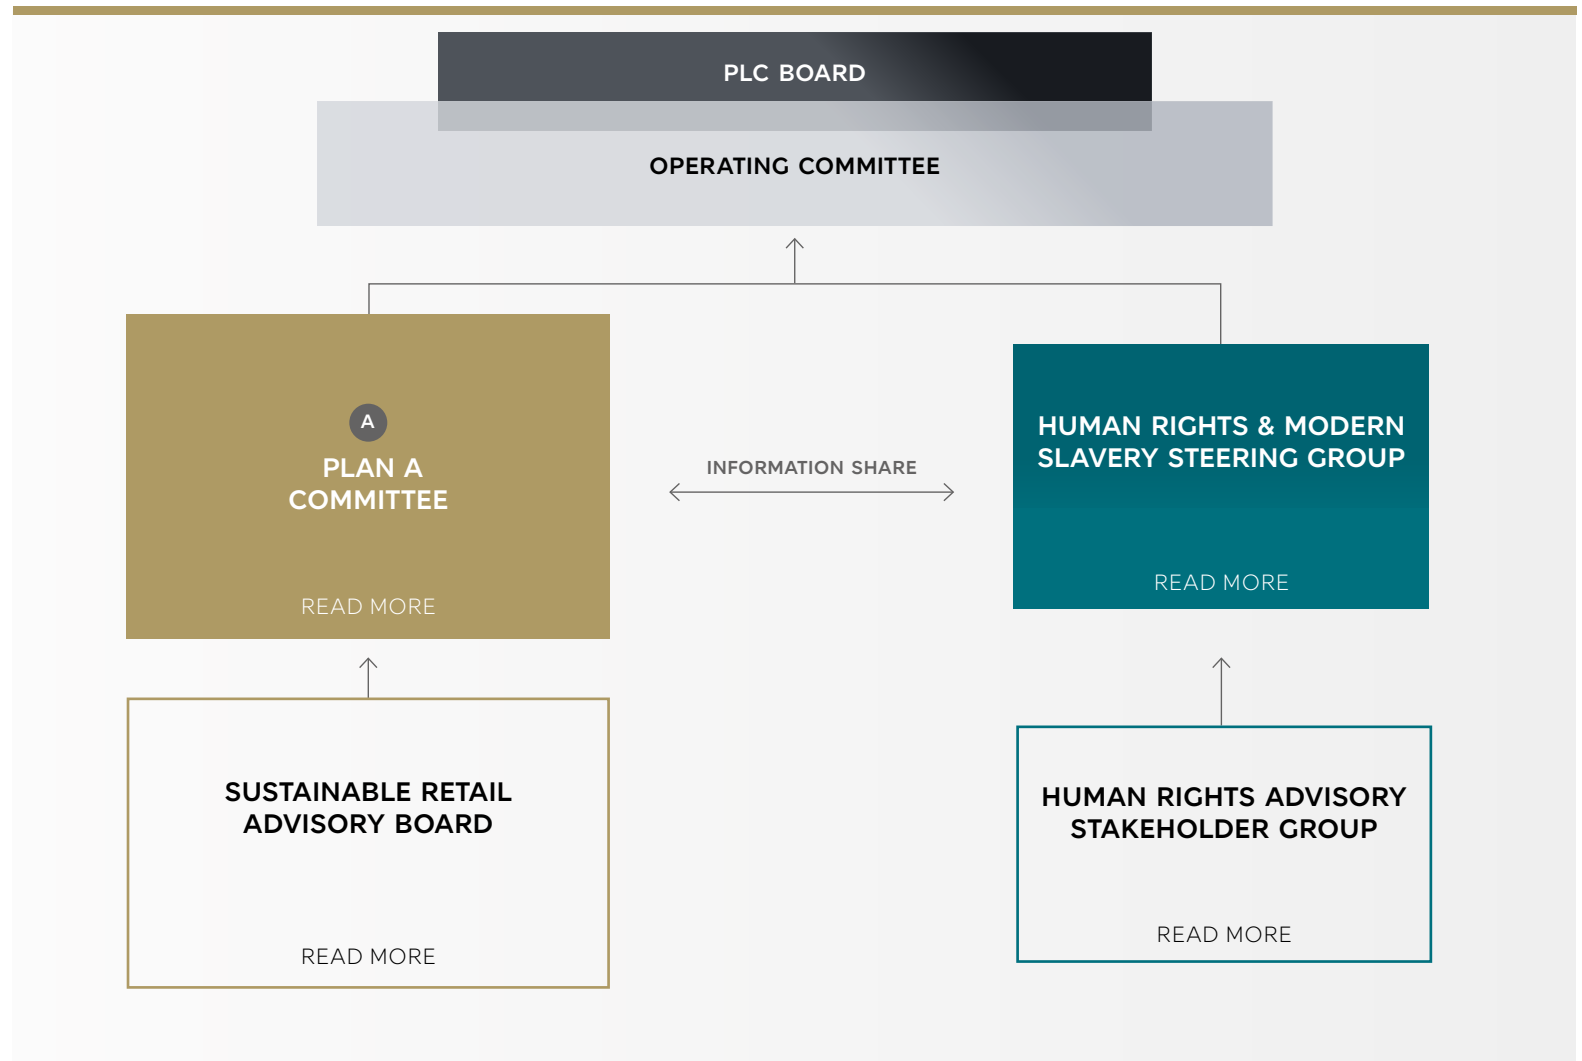 PLC BOARD
OPERATING COMMITTEE
A
PLAN A
COMMITTEE
READ MORE
INFORMATION SHARE
HUMAN RIGHTS & MODERN
SLAVERY STEERING GROUP
READ MORE
SUSTAINABLE RETAIL
ADVISORY BOARD
READ MORE
HUMAN RIGHTS ADVISORY
STAKEHOLDER GROUP
READ MORE